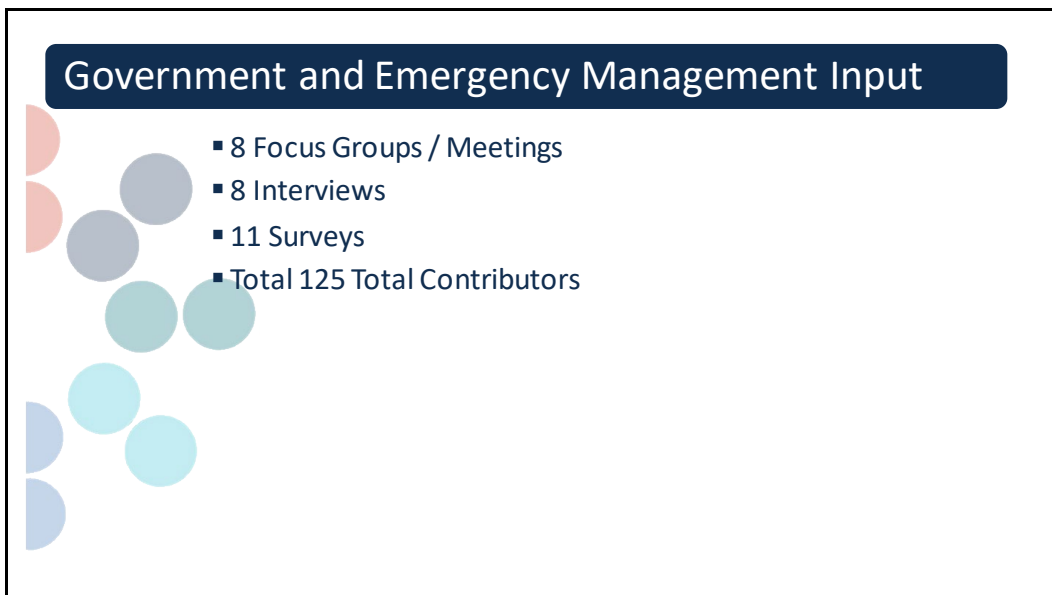 Government and Emergency Management Input
▪ 8 Focus Groups / Meetings
▪ 8 Interviews
▪ 11 Surveys
▪ Total 125 Total Contributors